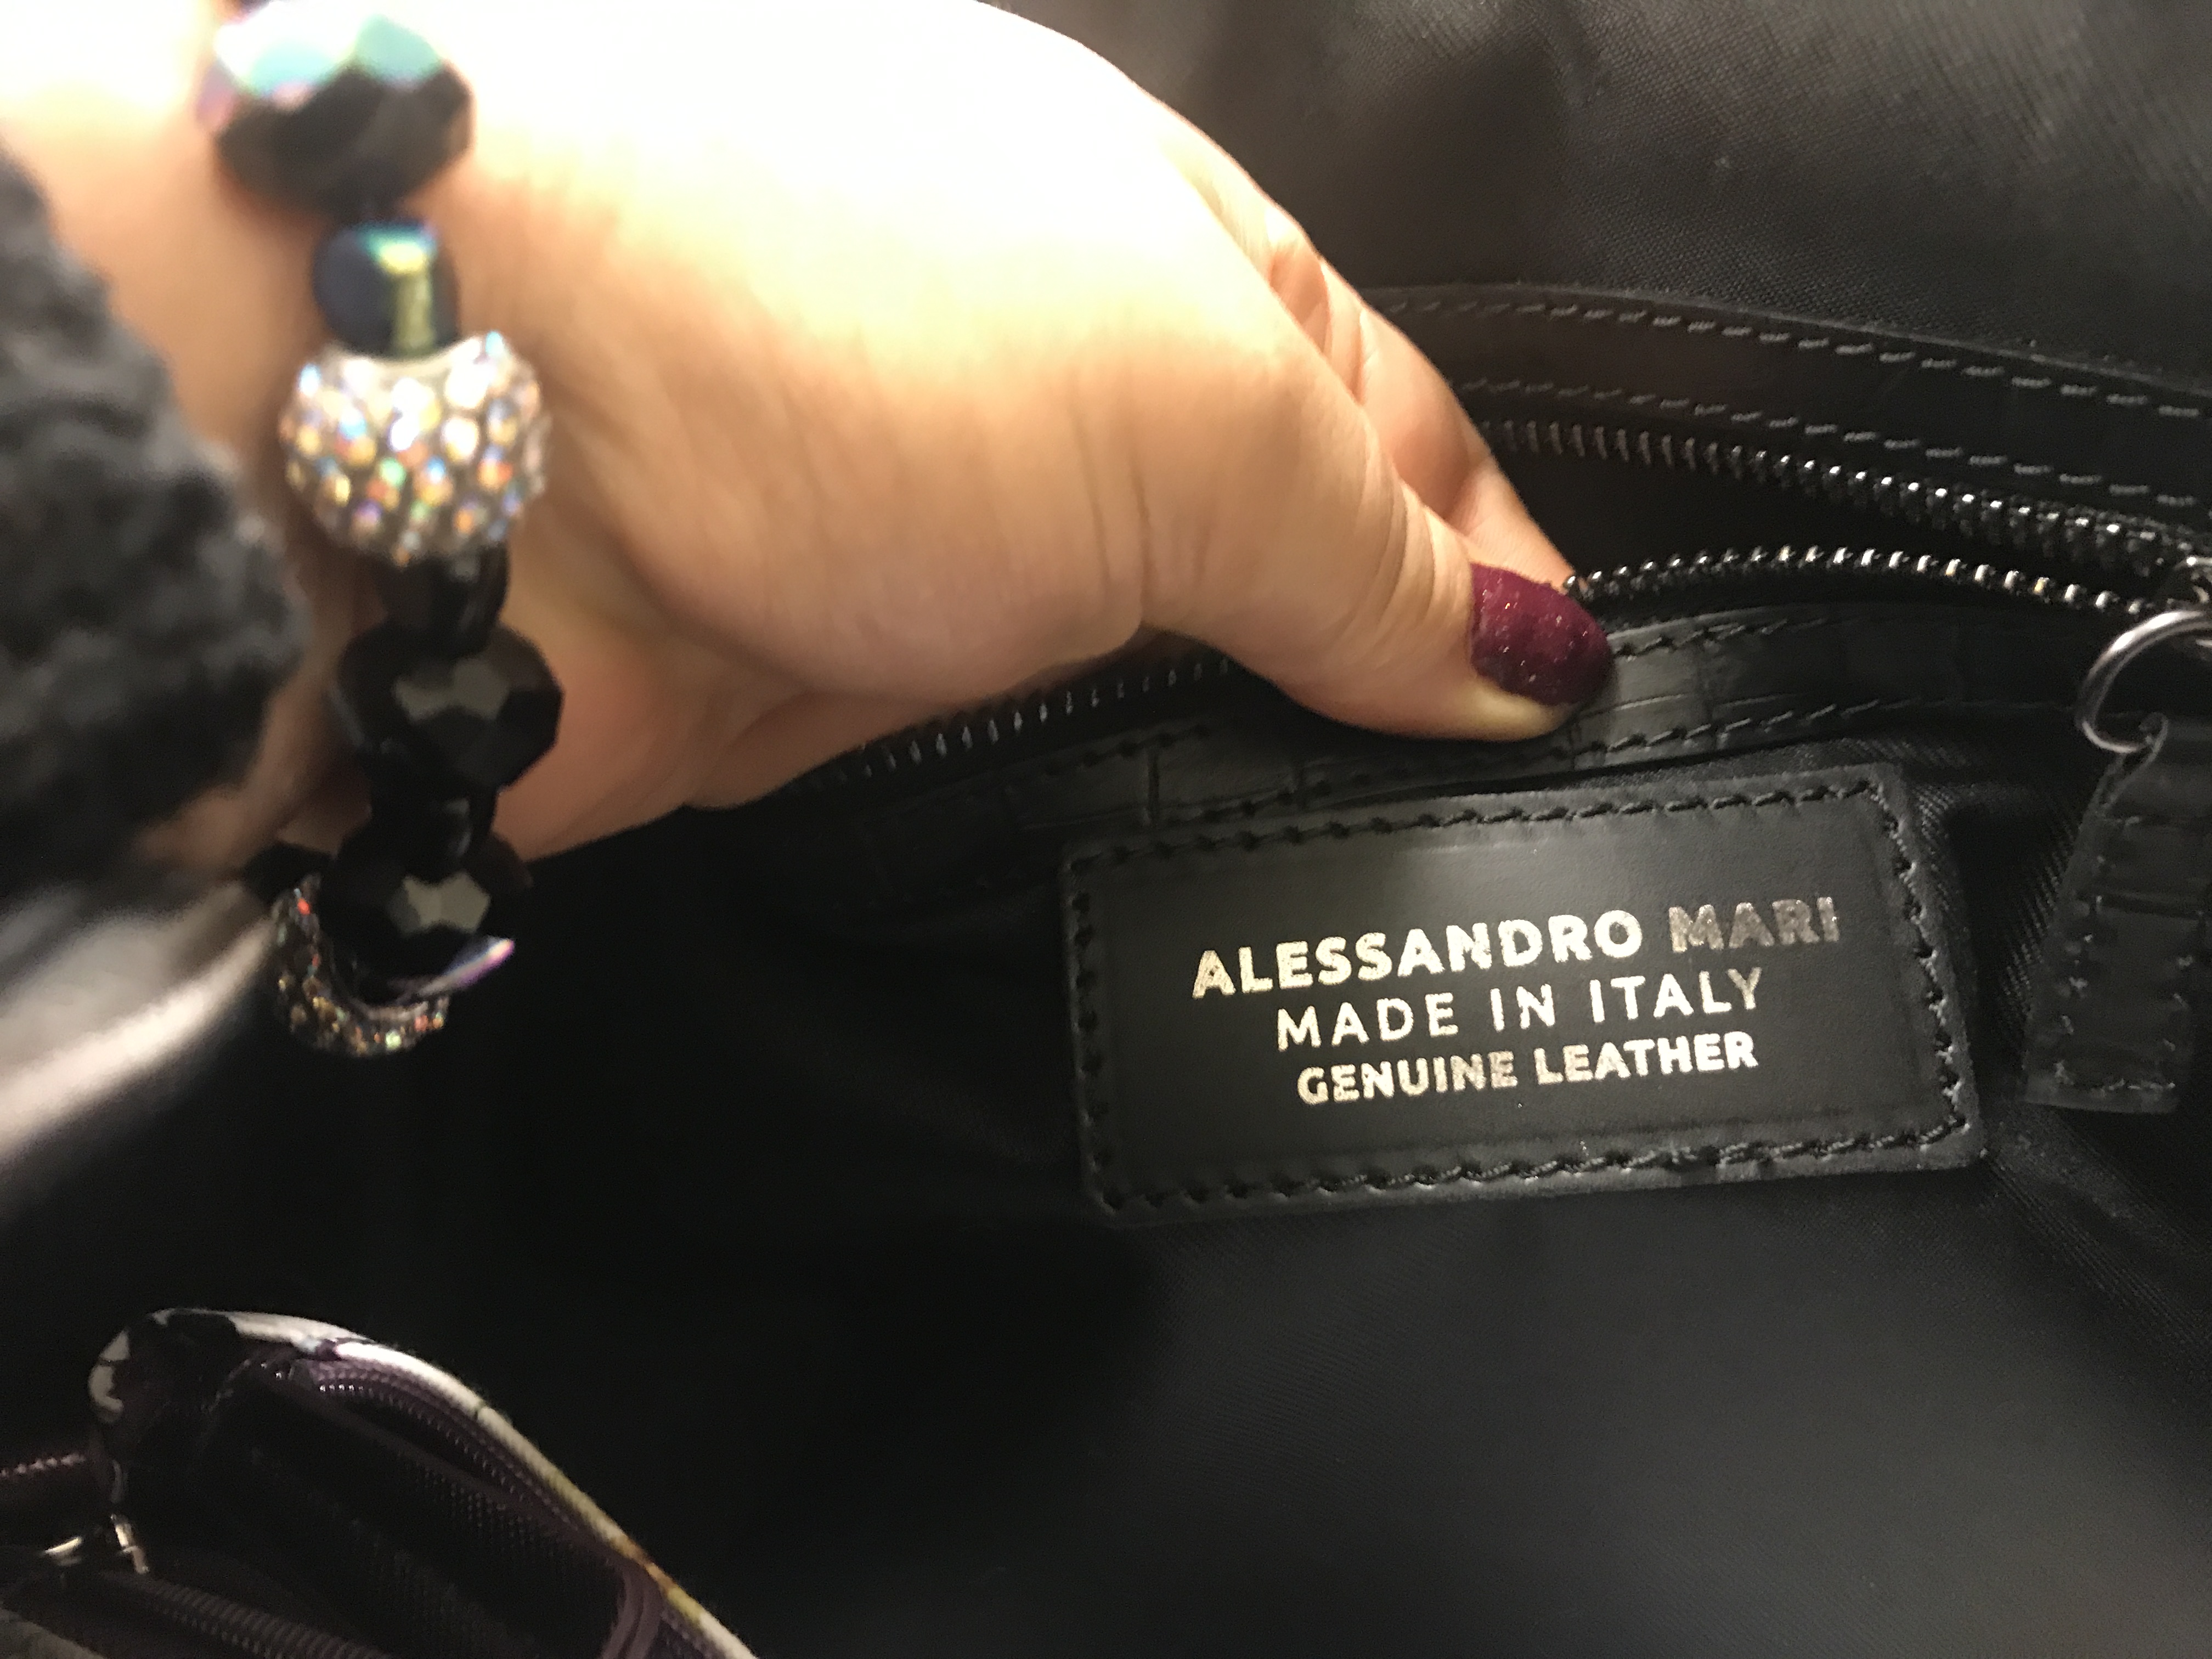 ALESSANDRO MARI
MADE IN ITALY
GENUINE LEATHER